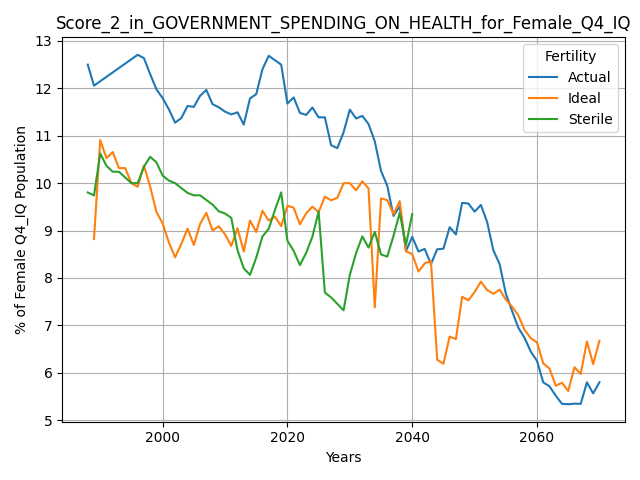 Score_2_in_GOVERNMENT_SPENDING_ON_HEALTH_for_Female_Q4_IQ
% of Female Q4_IQ Population
13
12
11
10
9
8
7
6
5
Fertility
Actual
Ideal
Sterile
2000 2020 2040 2060
Years